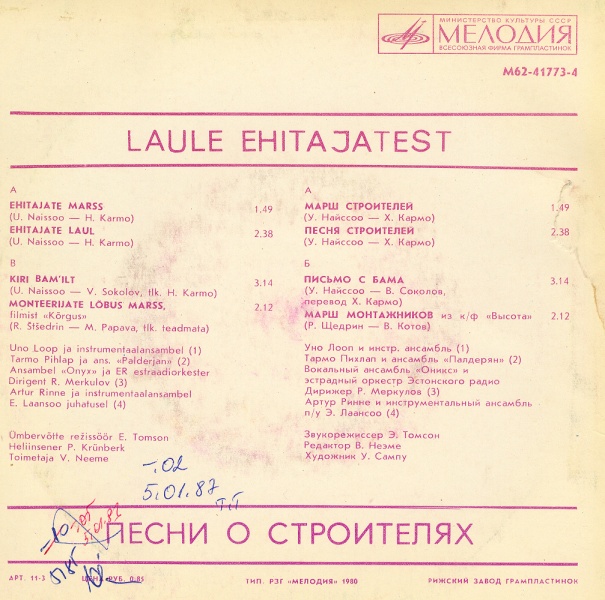 МИНИСТЕРСТВО КУЛЬТУРЫ СССР
МЕЛОДИЯ
ВСЕСОЮЗНАЯ ФИРМА ГРАМПЛАСТИНОК
М62-41773-4
LAULE EHITAJATEST
A
EHITAJATE MARSS 1.49
(U. Naissoo — H. Karmo)
EHITAJATE LAUL 2.38
(U. Naissoo — H. Karmo)
B
KIRI BAM'ILT 3.14
(U. Naissoo — V. Sokolov, tlk. H. Karmo)
MONTEERIJATE LÕBUS MARSS, 2.12
filmist «Kõrgus»
(R. Štšedrin — M. Papava, tlk. teadmata)
Uno Loop ja instrumentaalansambel (1)
Tarmo Pihlap ja ans. «Palderjan» (2)
Ansambel «Onyx» ja ER estraadiorkester
Dirigent R. Merkulov (3)
Artur Rinne ja instrumentaalansambel
E. Laansoo juhatusel (4)
Ümbervõtte režissöör E. Tomson
Heliinsener P. Krünberk
Toimetaja V. Neeme
А
МАРШ СТРОИТЕЛЕЙ 1.49
(У. Найссоо — Х. Кармо)
ПЕСНЯ СТРОИТЕЛЕЙ 2.38
(У. Найссоо — Х. Кармо)
Б
ПИСЬМО С БАМА 3.14
(У. Найссоо — В. Соколов,
перевод Х. Кармо)
МАРШ МОНТАЖНИКОВ из к/ф «Высота» 2.12
(Р. Щедрин — В. Котов)
Уно Лооп и инстр. ансамбль (1)
Тармо Пихлап и ансамбль «Палдерян» (2)
Вокальный ансамбль «Оникс» и
эстрадный оркестр Эстонского радио
Дирижер Р. Меркулов (3)
Артур Ринне и инструментальный ансамбль
п/у Э. Лаансоо (4)
Звукорежиссер Э. Томсон
Редактор В. Неэме
Художник У. Сампу
-.02
5.01.87
Т.П
ПЕСНИ О СТРОИТЕЛЯХ
АРТ. 11-3
ЦЕНА РУБ. 0.85
ТИП. РЗГ «МЕЛОДИЯ» 1980
РИЖСКИЙ ЗАВОД ГРАМПЛАСТИНОК